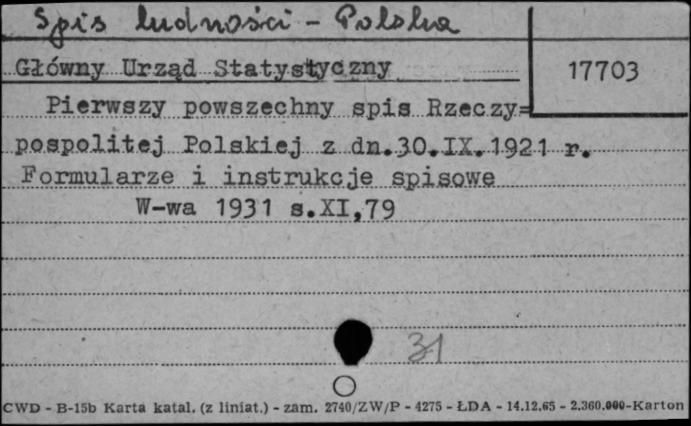 Spis ludności - Polska
Główny Urząd Statystyczny
17703
Pierwszy powszechny spis Rzeczy=
pospolitej Polskiej z dn.30.IX.1921 r.
Formularze i instrukcje spisowe
W-wa 1931 s.XI,79
31
CWD - B-15b Karta katal. (z liniat.) - zam. 2740/ZW/P - 4275 - ŁDA - 14.12.65 - 2.360.000-Karton